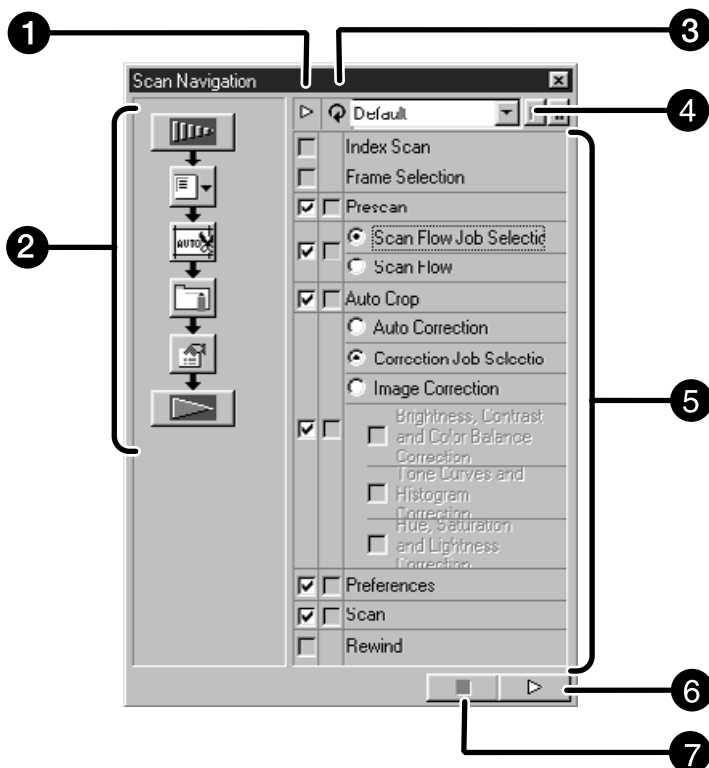 1
3
Scan Navigation
Default
4
2
Index Scan
Frame Selection
Prescan
Scan Flow Job Selectio
Scan Flow
AUTO
Auto Crop
Auto Correction
Correction Job Selectio
Image Correction
5
Brightness, Contrast
and Color Balance
Correction
Tone Curves and
Histogram
Correction
Hue, Saturation
and Lightness
Correction
Preferences
Scan
Rewind
6
7